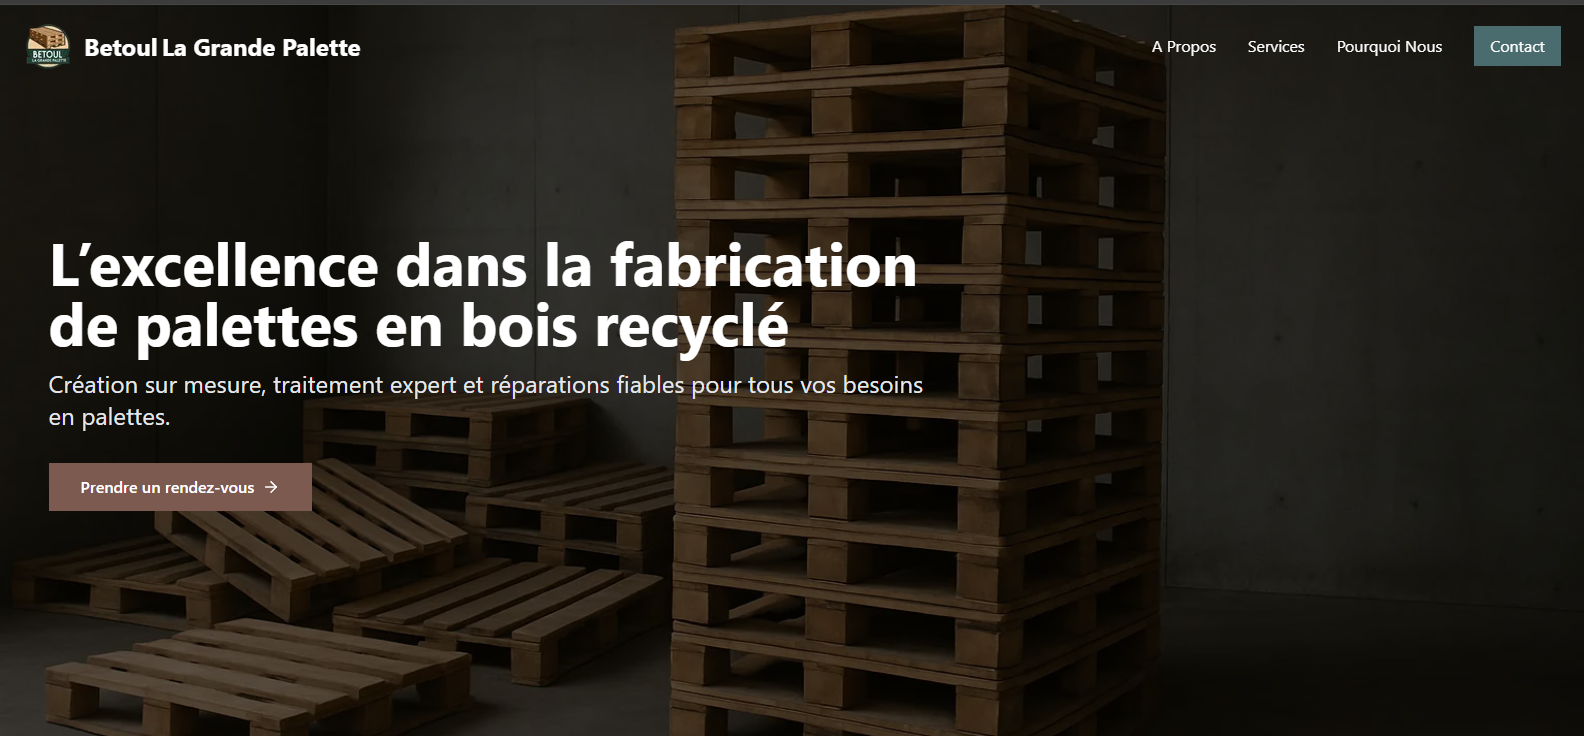 BETOUL
LA GRANDE PALETTE
Betoul La Grande Palette
A Propos
Services
Pourquoi Nous
Contact
L’excellence dans la fabrication
de palettes en bois recyclé
Création sur mesure, traitement expert et réparations fiables pour tous vos besoins
en palettes.
Prendre un rendez-vous →